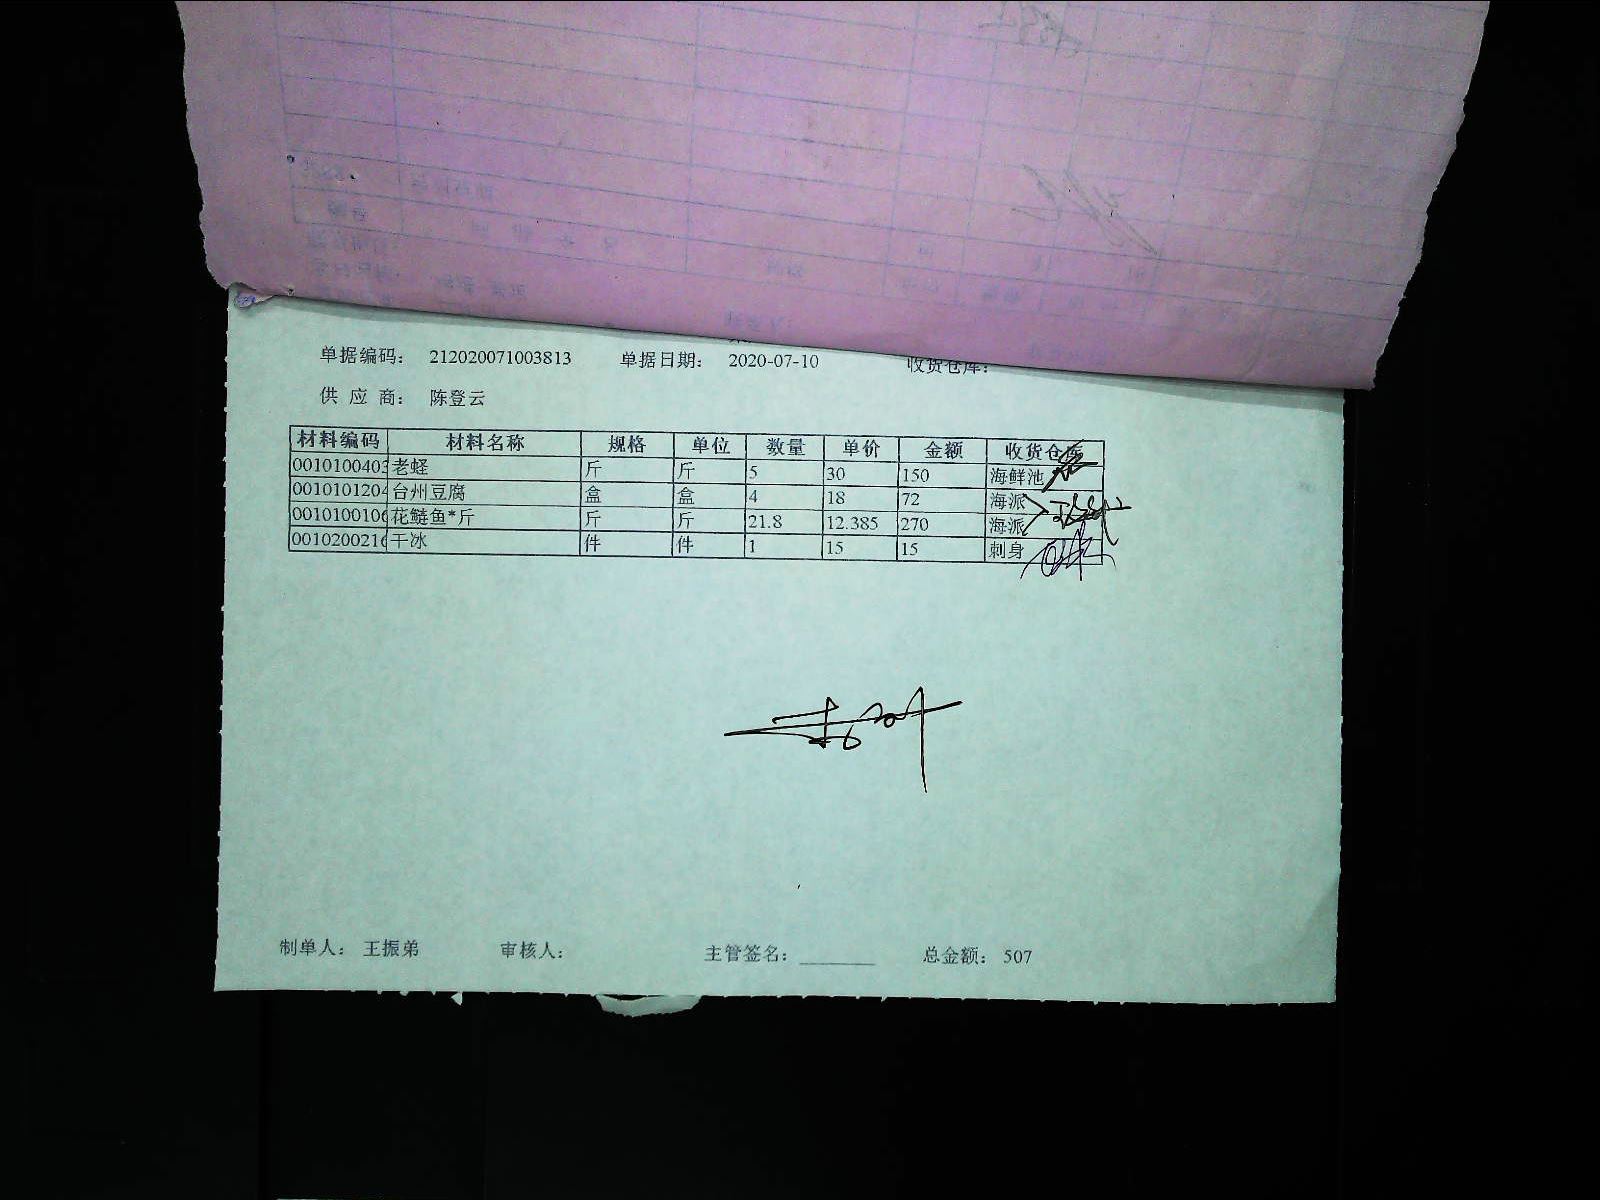 单据编码： 212020071003813 单据日期： 2020-07-10 收货仓库：
供 应 商： 陈登云
材料编码 材料名称 规格 单位 数量 单价 金额 收货仓库
0010100403 老蛏 斤 斤 5 30 150 海鲜池
0010101204 台州豆腐 盒 盒 4 18 72 海派
0010100106 花鲢鱼*斤 斤 斤 21.8 12.385 270 海派
0010200216 干冰 件 件 1 15 15 刺身
制单人： 王振弟 审核人： 主管签名： ________ 总金额： 507